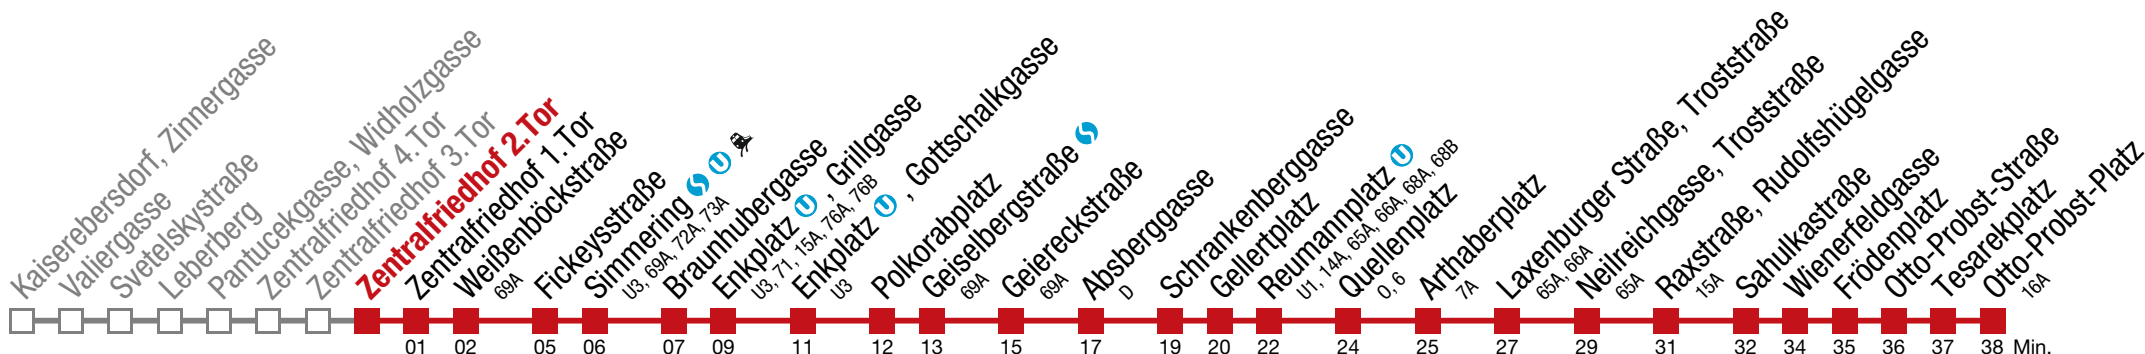 Kaiserebersdorf, Zinnergasse
Valiergasse
Svetelskystraße
Leberberg
Pantucekgasse, Widholzgasse
Zentralfriedhof 4. Tor
Zentralfriedhof 3. Tor
Zentralfriedhof 2. Tor
Zentralfriedhof 1. Tor
Weißenböckstraße
69A
Fickeysstraße
Simmering S U
U3, 69A, 72A, 73A
Braunhubergasse
Enkplatz U , Grillgasse
U3, 71, 15A, 76A, 76B
Enkplatz U , Gottschalkgasse
U3
Polkorabplatz
Geiselbergstraße S
69A
Geiereckstraße
69A
Absberggasse
D
Schrankenberggasse
Gellertplatz
Reumannplatz U
U1, 14A, 65A, 66A, 68A, 68B
Quellenplatz
O, 6
Arthaberplatz
7A
Laxenburger Straße, Troststraße
65A, 66A
Neilreichgasse, Troststraße
65A
Raxstraße, Rudolfshügelgasse
15A
Sahulkastraße
Wienerfeldgasse
Frödenplatz
Otto-Probst-Straße
Tesarekplatz
Otto-Probst-Platz
16A
01 02 05 06 07 09 11 12 13 15 17 19 20 22 24 25 27 29 31 32 34 35 36 37 38 Min.